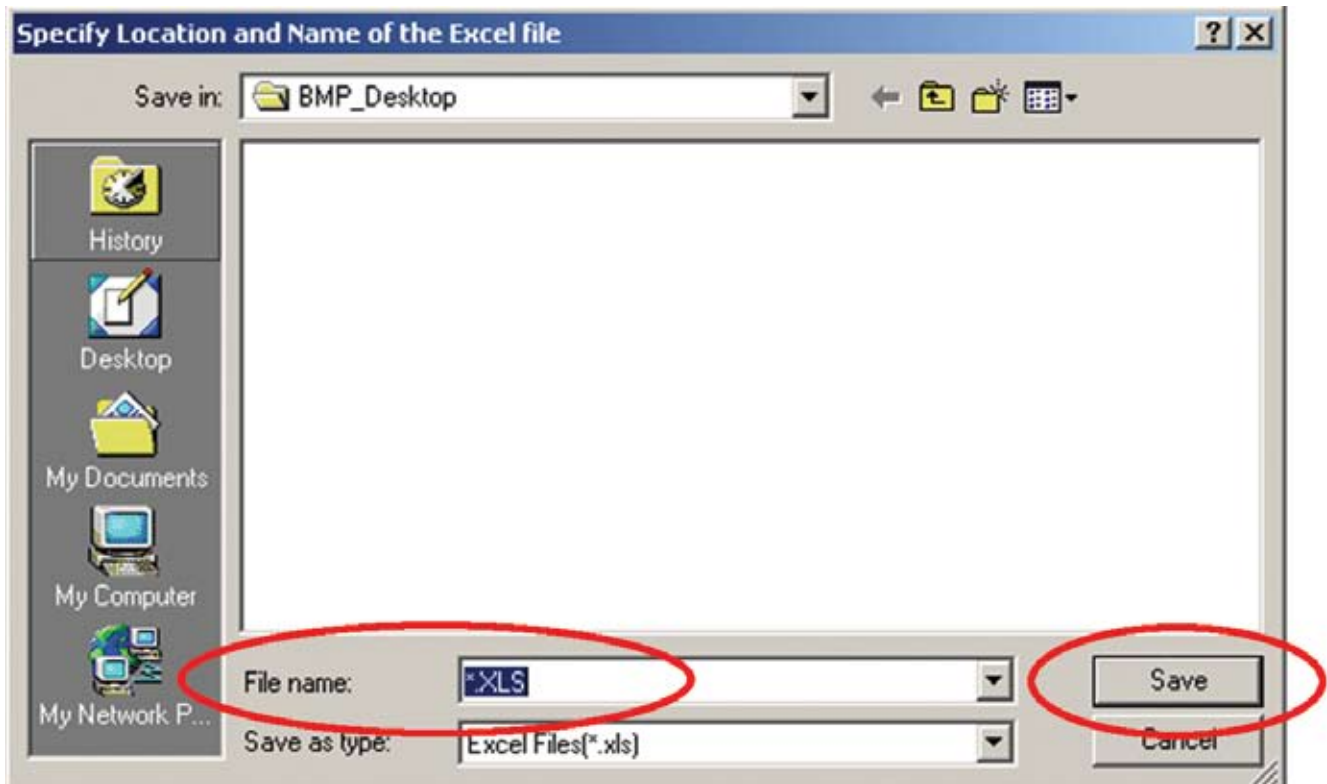 Specify Location and Name of the Excel file
Save in: BMP_Desktop
History
Desktop
My Documents
My Computer
My Network P...
File name: *.XLS Save
Save as type: Excel Files(*.xls) Cancel